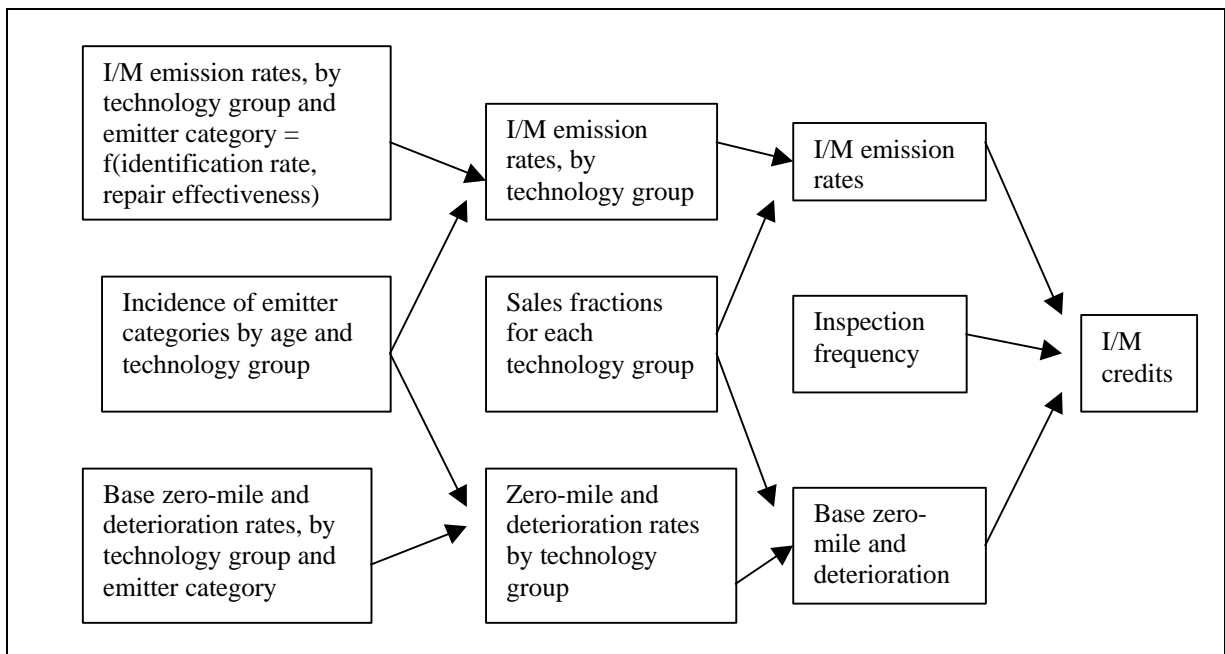 I/M emission rates, by
technology group and
emitter category =
f(identification rate,
repair effectiveness)
I/M emission
rates, by
technology group
I/M emission
rates
Incidence of emitter
categories by age and
technology group
Sales fractions
for each
technology group
Inspection
frequency
I/M
credits
Base zero-mile and
deterioration rates, by
technology group and
emitter category
Zero-mile and
deterioration rates
by technology
group
Base zero-
mile and
deterioration